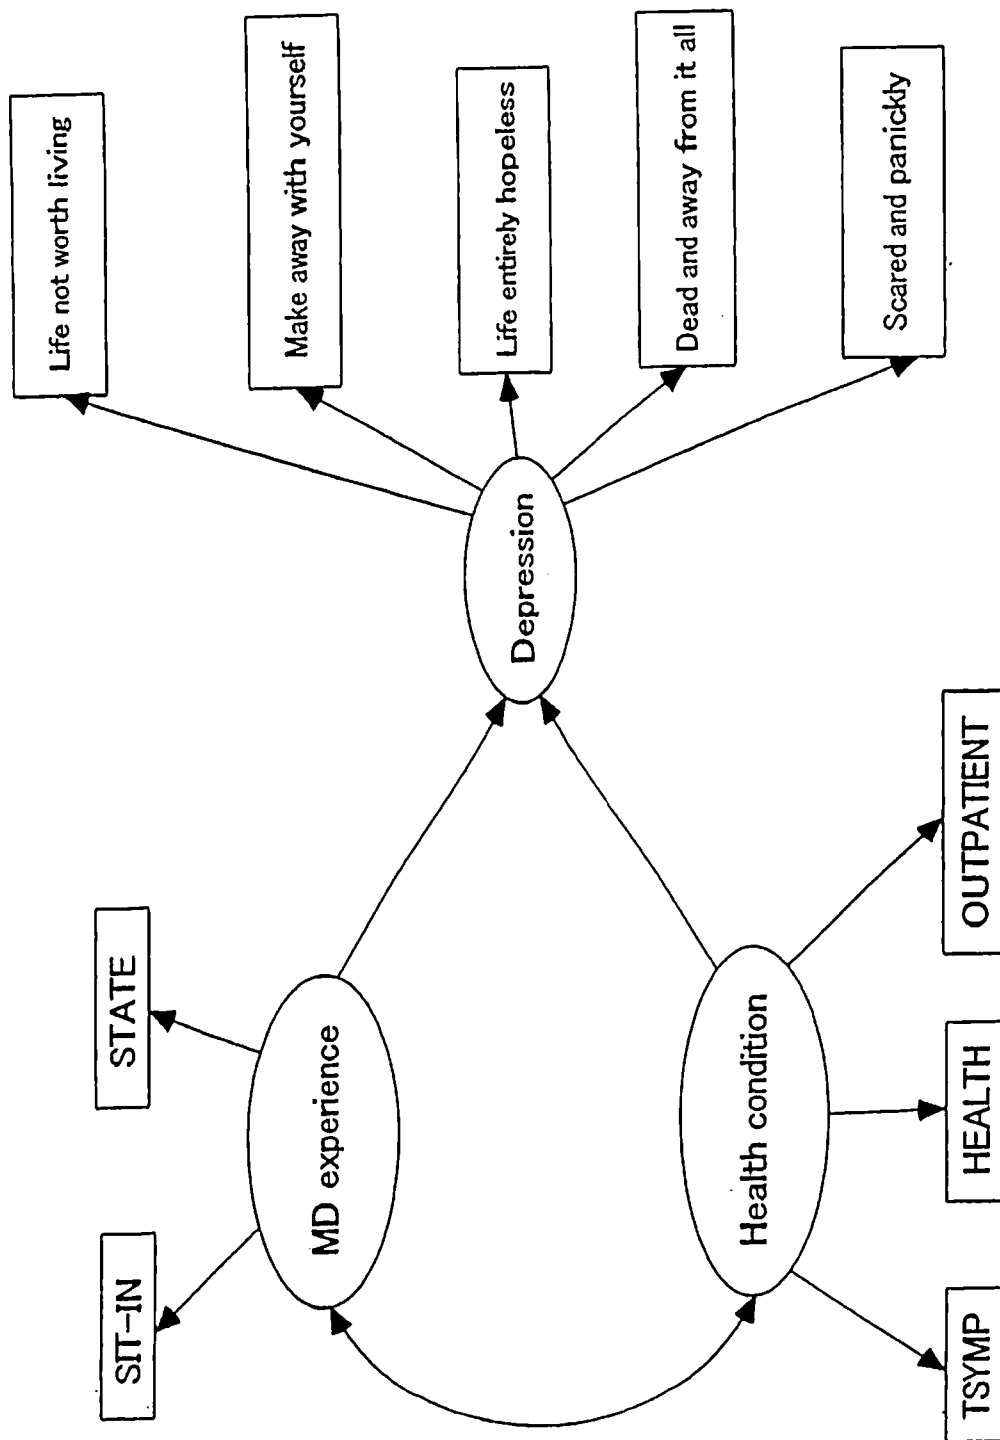 SIT-IN
STATE
MD experience
Health condition
TSYMP
HEALTH
OUTPATIENT
Depression
Life not worth living
Make away with yourself
Life entirely hopeless
Dead and away from it all
Scared and panickly